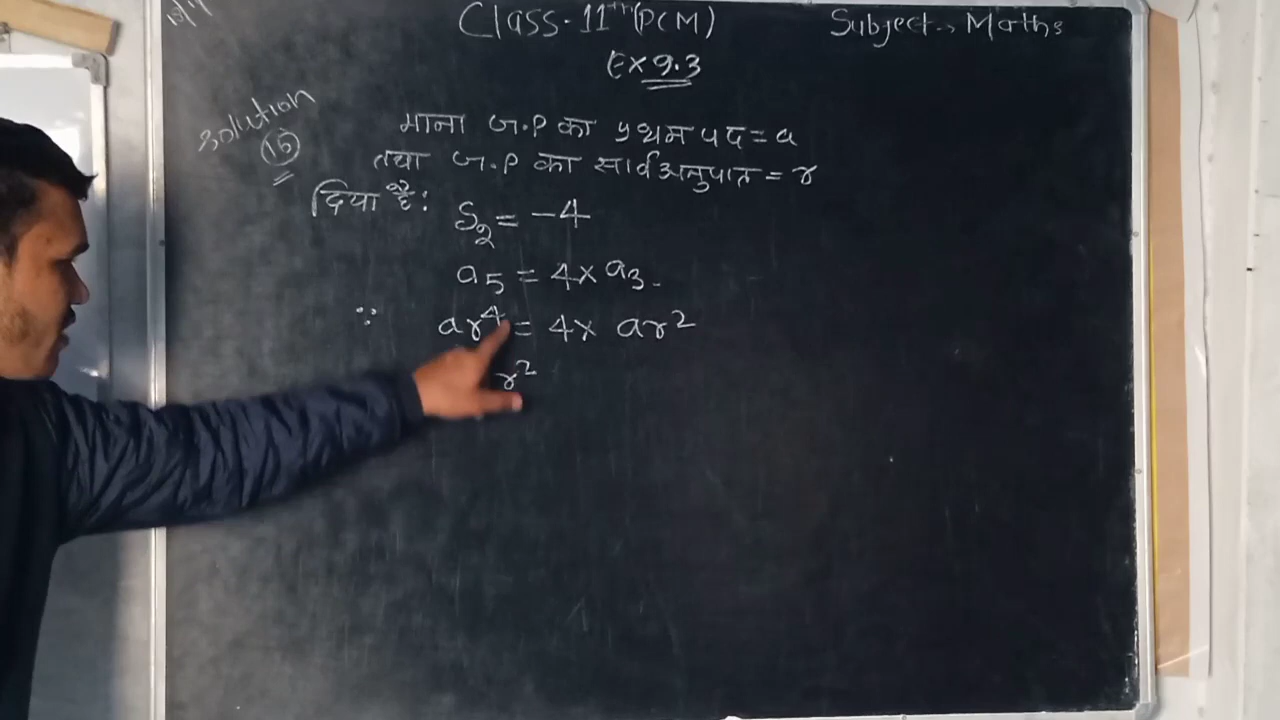 Class-11th (PCM) Subject → Maths
Ex 9.3
Solution
15
माना G.P का प्रथम पद = a
तथा G.P का सार्वअनुपात = r
दिया है: S₂ = -4
a₅ = 4×a₃
∵ ar⁴ = 4× ar²
r²